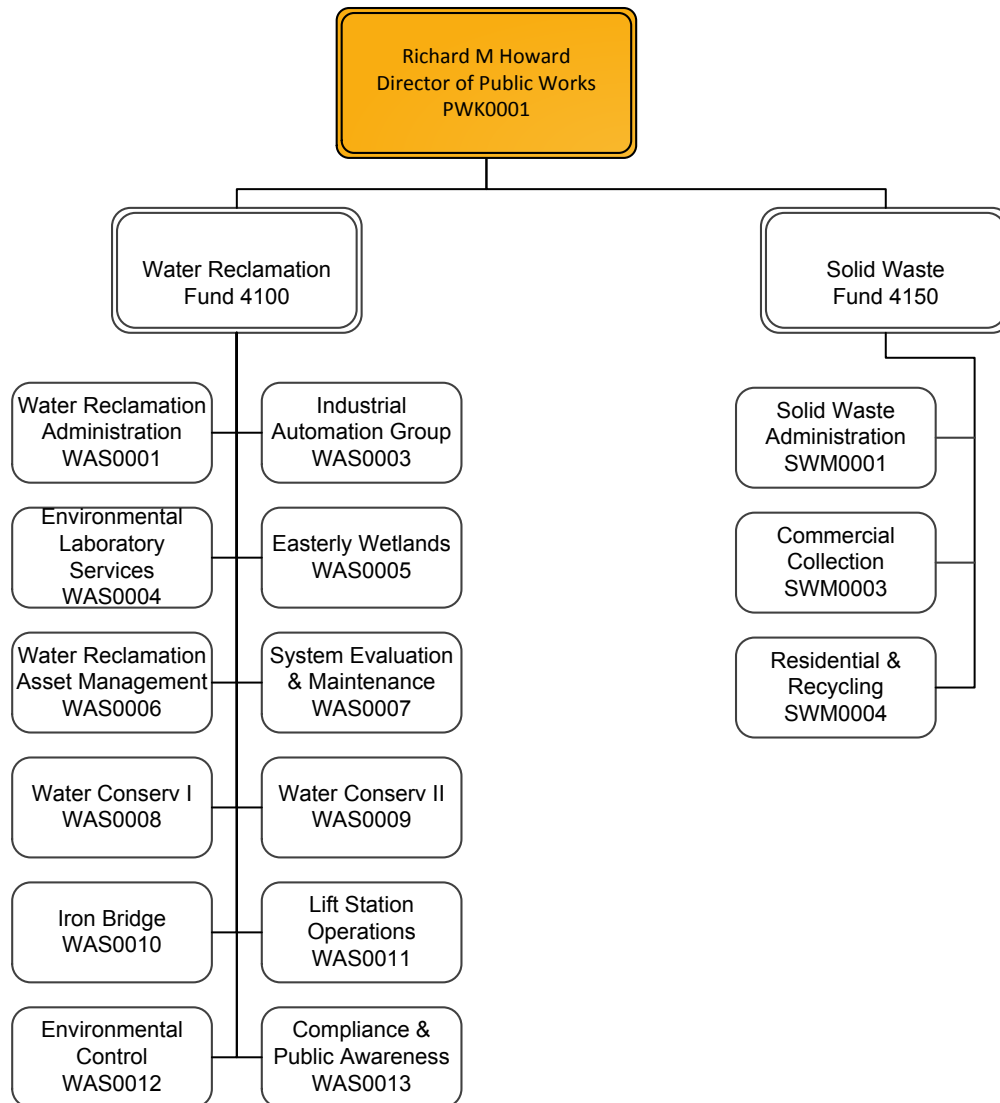 Richard M Howard
Director of Public Works
PWK0001
Water Reclamation
Fund 4100
Solid Waste
Fund 4150
Water Reclamation
Administration
WAS0001
Industrial
Automation Group
WAS0003
Solid Waste
Administration
SWM0001
Environmental
Laboratory
Services
WAS0004
Easterly Wetlands
WAS0005
Commercial
Collection
SWM0003
Water Reclamation
Asset Management
WAS0006
System Evaluation
& Maintenance
WAS0007
Residential &
Recycling
SWM0004
Water Conserv I
WAS0008
Water Conserv II
WAS0009
Iron Bridge
WAS0010
Lift Station
Operations
WAS0011
Environmental
Control
WAS0012
Compliance &
Public Awareness
WAS0013